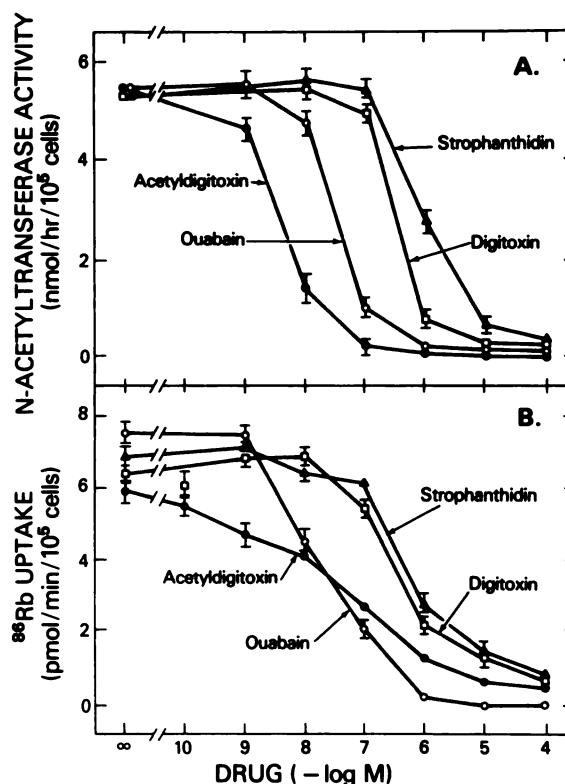 A.
N-ACETYLTRANSFERASE ACTIVITY
(nmol/hr/10⁵ cells)
6
4
2
0
Strophanthidin
Acetyldigitoxin
Ouabain
Digitoxin
B.
⁸⁶Rb UPTAKE
(pmol/min/10⁵ cells)
8
6
4
2
0
Strophanthidin
Acetyldigitoxin
Digitoxin
Ouabain
∞ 10 9 8 7 6 5 4
DRUG (–log M)